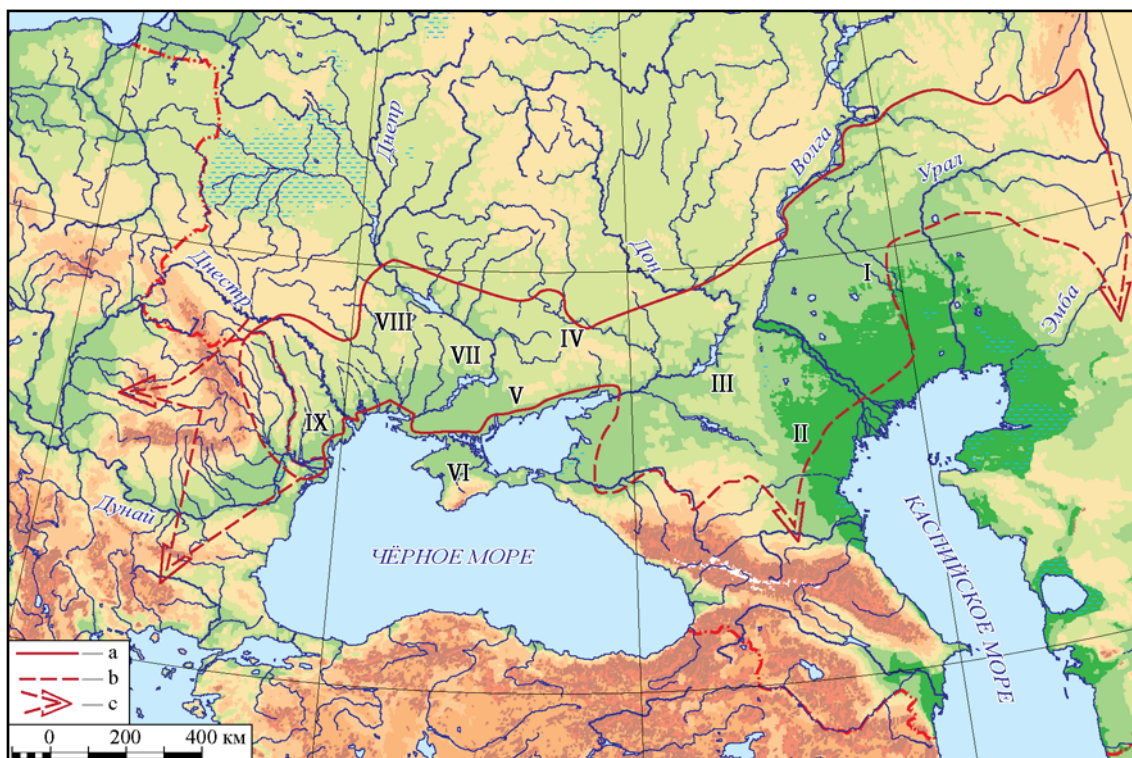 Днепр
Волга
Урал
Дон
Днестр
Эмба
I
VIII
IV
VII
III
V
IX
II
VI
Дунай
ЧЁРНОЕ МОРЕ
КАСПИЙСКОЕ МОРЕ
a
b
c
0 200 400 км